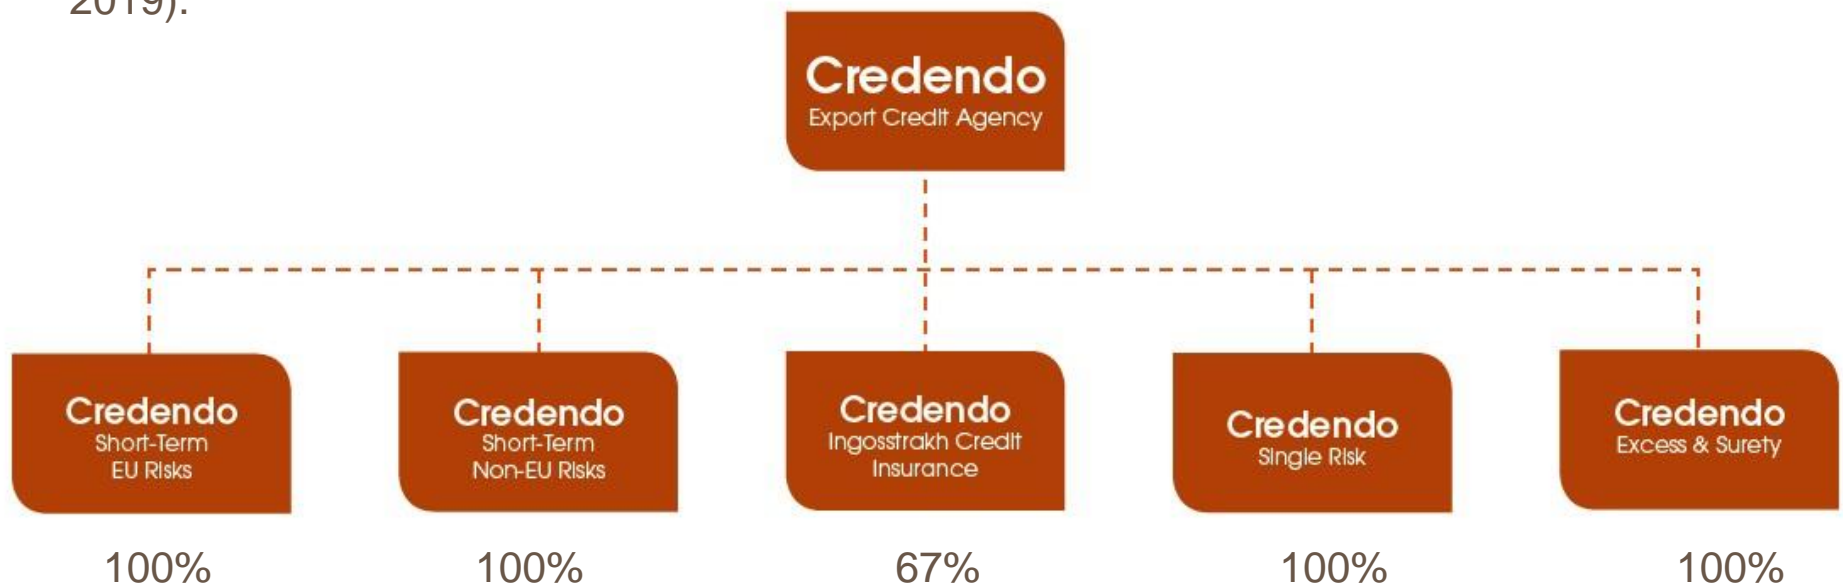 2019).
Credendo
Export Credit Agency
Credendo
Short-Term
EU Risks
Credendo
Short-Term
Non-EU Risks
Credendo
Ingosstrakh Credit
Insurance
Credendo
Single Risk
Credendo
Excess & Surety
100%
100%
67%
100%
100%